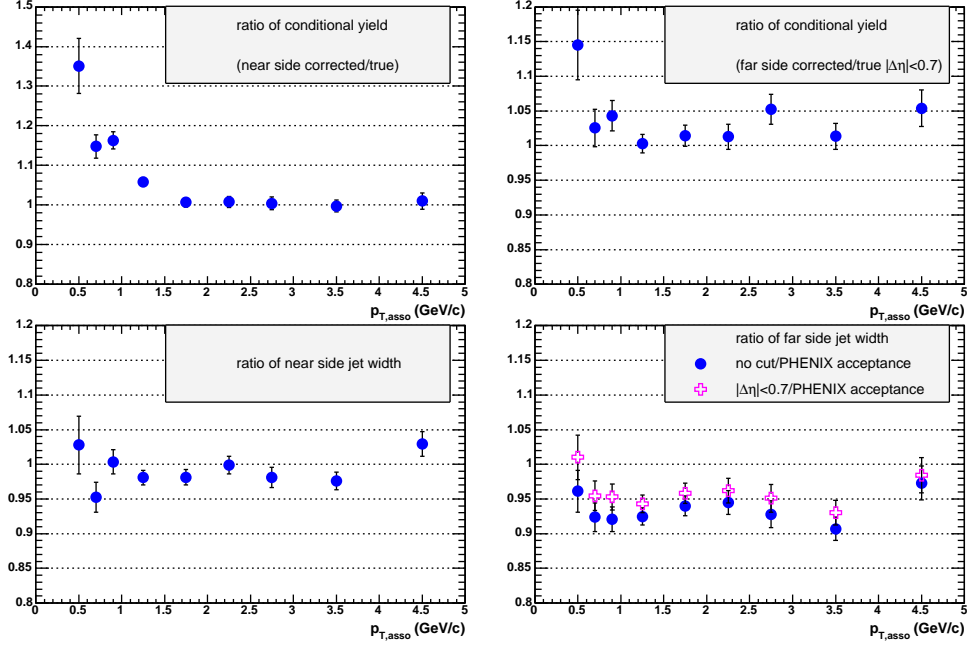 1.5
1.4
1.3
1.2
1.1
1
0.9
0.8
ratio of conditional yield
(near side corrected/true)
0 0.5 1 1.5 2 2.5 3 3.5 4 4.5 5
p_T,asso (GeV/c)
1.2
1.15
1.1
1.05
1
0.95
0.9
0.85
0.8
ratio of conditional yield
(far side corrected/true |Δη|<0.7)
0 0.5 1 1.5 2 2.5 3 3.5 4 4.5 5
p_T,asso (GeV/c)
1.2
1.15
1.1
1.05
1
0.95
0.9
0.85
0.8
ratio of near side jet width
0 0.5 1 1.5 2 2.5 3 3.5 4 4.5 5
p_T,asso (GeV/c)
1.2
1.15
1.1
1.05
1
0.95
0.9
0.85
0.8
ratio of far side jet width
no cut/PHENIX acceptance
|Δη|<0.7/PHENIX acceptance
0 0.5 1 1.5 2 2.5 3 3.5 4 4.5 5
p_T,asso (GeV/c)